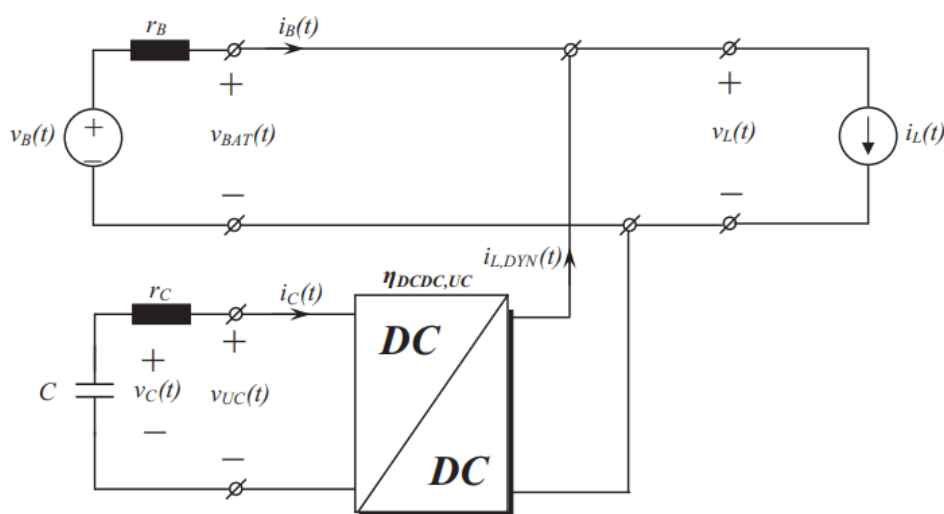 r_B
i_B(t)
+
+
v_B(t)
−
v_BAT(t)
−
+
v_L(t)
−
i_L(t)
i_L,DYN(t)
η_DCDC,UC
r_C
i_C(t)
DC
+
+
C
v_C(t)
v_UC(t)
−
−
DC